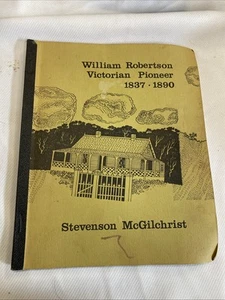 William Robertson
Victorian Pioneer
1837 · 1890
Stevenson McGilchrist